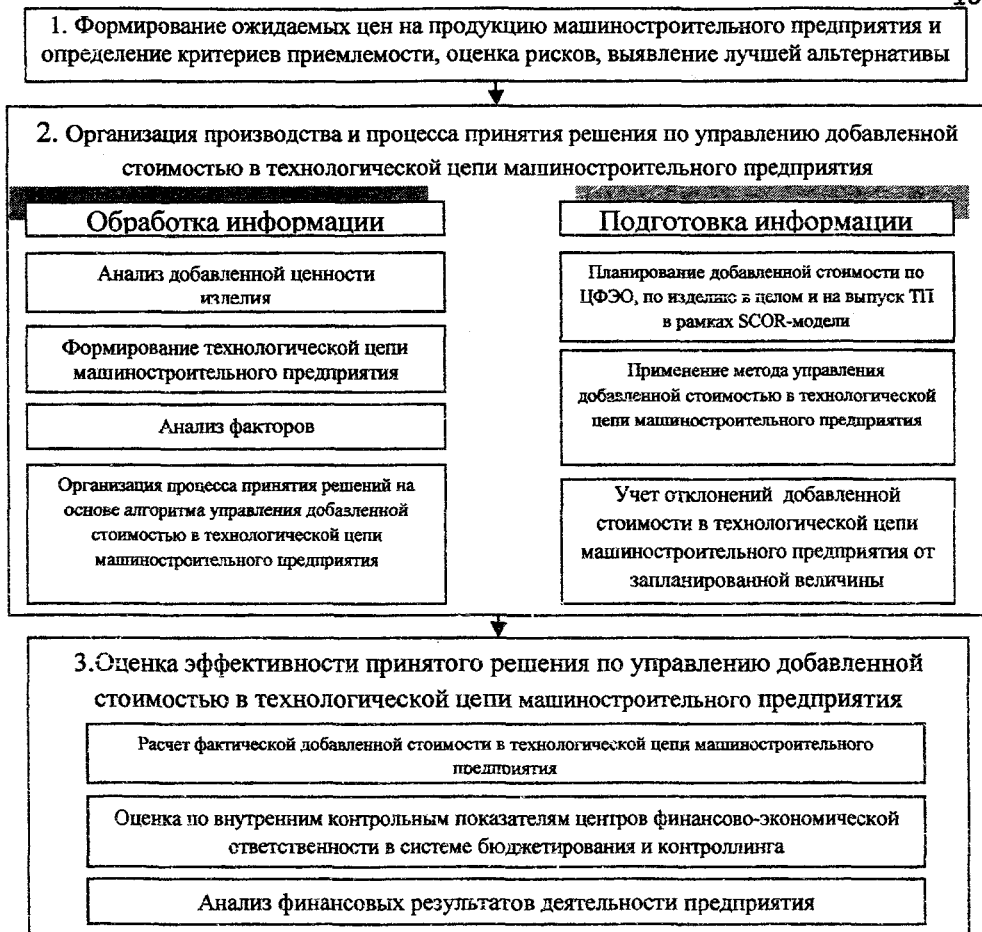 1. Формирование ожидаемых цен на продукцию машиностроительного предприятия и
определение критериев приемлемости, оценка рисков, выявление лучшей альтернативы
2. Организация производства и процесса принятия решения по управлению добавленной
стоимостью в технологической цепи машиностроительного предприятия
Обработка информации
Анализ добавленной ценности
изделия
Формирование технологической цепи
машиностроительного предприятия
Анализ факторов
Организация процесса принятия решений на
основе алгоритма управления добавленной
стоимостью в технологической цепи
машиностроительного предприятия
Подготовка информации
Планирование добавленной стоимости по
ЦФЭО, по изделию в целом и на выпуск ТП
в рамках SCOR-модели
Применение метода управления
добавленной стоимостью в технологической
цепи машиностроительного предприятия
Учет отклонений добавленной
стоимости в технологической цепи
машиностроительного предприятия от
запланированной величины
3.Оценка эффективности принятого решения по управлению добавленной
стоимостью в технологической цепи машиностроительного предприятия
Расчет фактической добавленной стоимости в технологической цепи машиностроительного
предприятия
Оценка по внутренним контрольным показателям центров финансово-экономической
ответственности в системе бюджетирования и контроллинга
Анализ финансовых результатов деятельности предприятия